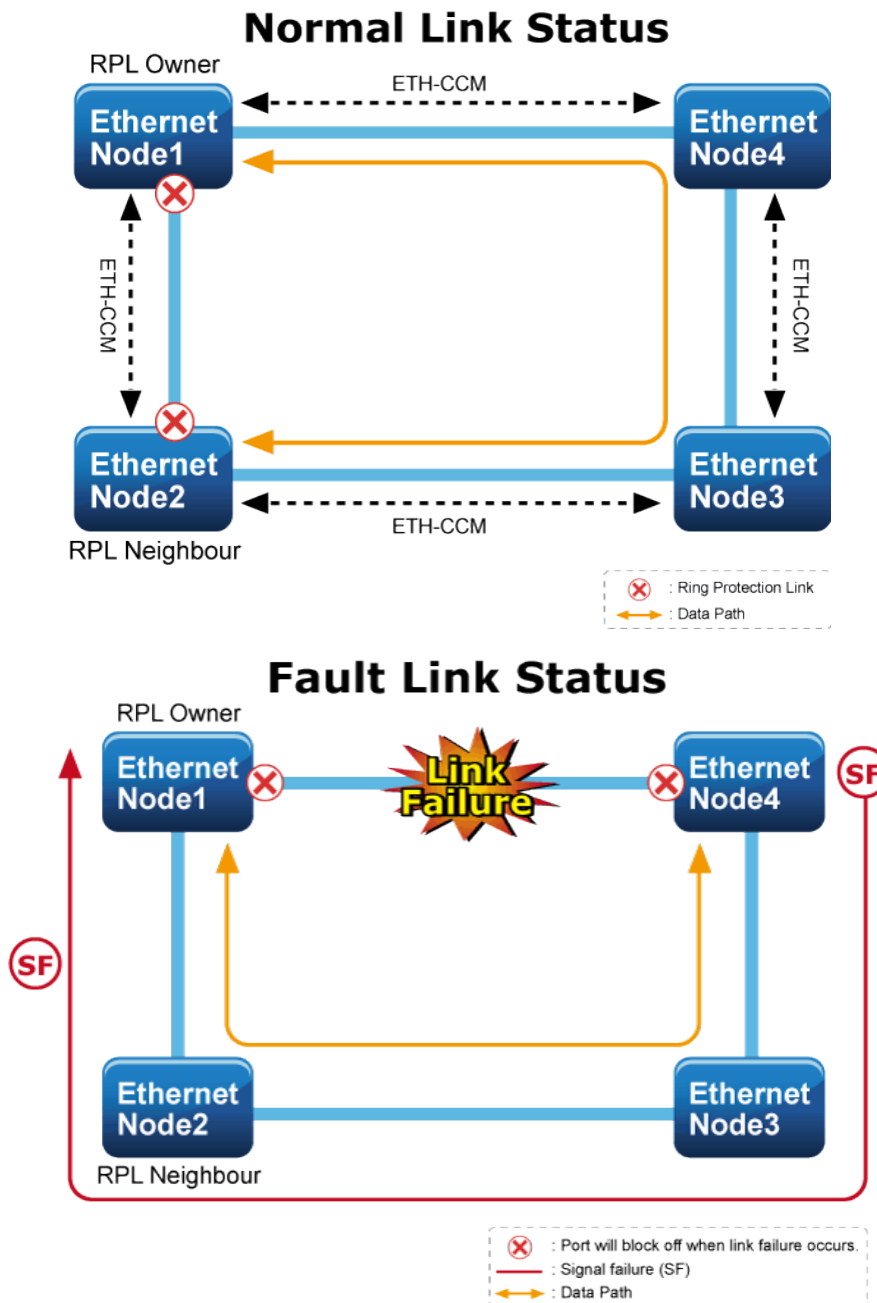 Normal Link Status
RPL Owner
ETH-CCM
Ethernet
Node1
Ethernet
Node4
ETH-CCM
ETH-CCM
Ethernet
Node2
Ethernet
Node3
ETH-CCM
RPL Neighbour
: Ring Protection Link
: Data Path
Fault Link Status
RPL Owner
Ethernet
Node1
Link
Failure
Ethernet
Node4
SF
SF
Ethernet
Node2
Ethernet
Node3
RPL Neighbour
: Port will block off when link failure occurs.
: Signal failure (SF)
: Data Path